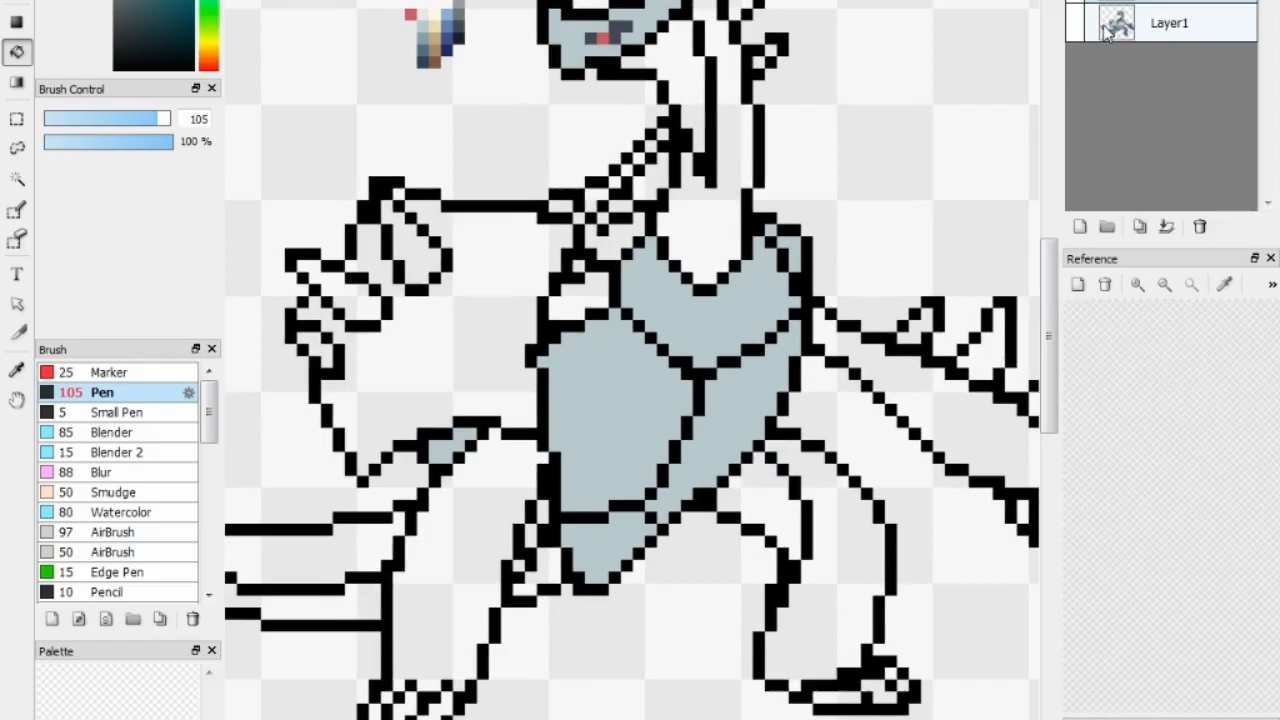 Layer1
Brush Control
105
100 %
Reference
»
Brush
25 Marker
105 Pen
5 Small Pen
85 Blender
15 Blender 2
88 Blur
50 Smudge
80 Watercolor
97 AirBrush
50 AirBrush
15 Edge Pen
10 Pencil
Palette